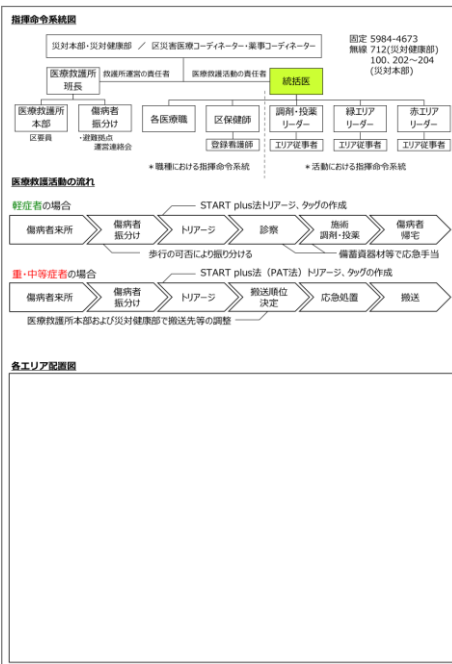 指揮命令系統図
災対本部・災対健康部 ／ 区災害医療コーディネーター・薬事コーディネーター
固定 5984-4673
無線 712(災対健康部)
100、202～204
(災対本部)
医療救護所
班長
救護所運営の責任者
医療救護活動の責任者
統括医
医療救護所
本部
傷病者
振分け
各医療職
区保健師
調剤・投薬
リーダー
緑エリア
リーダー
赤エリア
リーダー
区要員
・避難拠点
運営連絡会
登録看護師
エリア従事者
エリア従事者
エリア従事者
＊職種における指揮命令系統
＊活動における指揮命令系統
医療救護活動の流れ
軽症者の場合
START plus法トリアージ、タッグの作成
傷病者来所
傷病者
振分け
トリアージ
診察
施術
調剤・投薬
傷病者
帰宅
歩行の可否により振り分ける
備蓄資器材等で応急手当
重・中等症者の場合
START plus法（PAT法）トリアージ、タッグの作成
傷病者来所
傷病者
振分け
トリアージ
搬送順位
決定
応急処置
搬送
医療救護所本部および災対健康部で搬送先等の調整
各エリア配置図